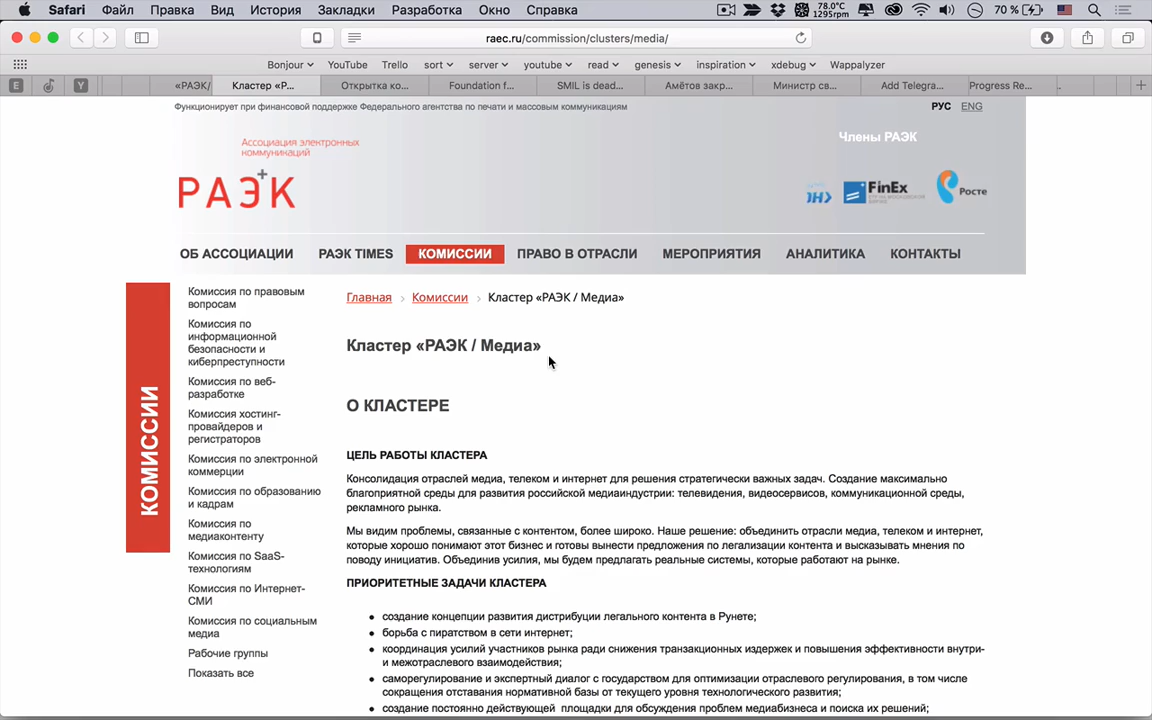 Safari Файл Правка Вид История Закладки Разработка Окно Справка 78.0°C 1295rpm 70 %
raec.ru/commission/clusters/media/
Bonjour YouTube Trello sort server youtube read genesis inspiration xdebug Wappalyzer
E Y «РАЭК/ Кластер «Р... Открытка ко... Foundation f... SMIL is dead... Амётов закр... Министр св... Add Telegra... Progress Re...
Функционирует при финансовой поддержке Федерального агентства по печати и массовым коммуникациям
РУС ENG
Ассоциация электронных
коммуникаций
РАЭК
Члены РАЭК
FinEx
Росте
ОБ АССОЦИАЦИИ РАЭК TIMES КОМИССИИ ПРАВО В ОТРАСЛИ МЕРОПРИЯТИЯ АНАЛИТИКА КОНТАКТЫ
КОМИССИИ
Комиссия по правовым
вопросам
Комиссия по
информационной
безопасности и
киберпреступности
Комиссия по веб-
разработке
Комиссия хостинг-
провайдеров и
регистраторов
Комиссия по электронной
коммерции
Комиссия по образованию
и кадрам
Комиссия по
медиаконтенту
Комиссия по SaaS-
технологиям
Комиссия по Интернет-
СМИ
Комиссия по социальным
медиа
Рабочие группы
Показать все
Главная › Комиссии › Кластер «РАЭК / Медиа»
Кластер «РАЭК / Медиа»
О КЛАСТЕРЕ
ЦЕЛЬ РАБОТЫ КЛАСТЕРА
Консолидация отраслей медиа, телеком и интернет для решения стратегически важных задач. Создание максимально
благоприятной среды для развития российской медиаиндустрии: телевидения, видеосервисов, коммуникационной среды,
рекламного рынка.
Мы видим проблемы, связанные с контентом, более широко. Наше решение: объединить отрасли медиа, телеком и интернет,
которые хорошо понимают этот бизнес и готовы вынести предложения по легализации контента и высказывать мнения по
поводу инициатив. Объединив усилия, мы будем предлагать реальные системы, которые работают на рынке.
ПРИОРИТЕТНЫЕ ЗАДАЧИ КЛАСТЕРА
• создание концепции развития дистрибуции легального контента в Рунете;
• борьба с пиратством в сети интернет;
• координация усилий участников рынка ради снижения транзакционных издержек и повышения эффективности внутри-
и межотраслевого взаимодействия;
• саморегулирование и экспертный диалог с государством для оптимизации отраслевого регулирования, в том числе
сокращения отставания нормативной базы от текущего уровня технологического развития;
• создание постоянно действующей площадки для обсуждения проблем медиабизнеса и поиска их решений;